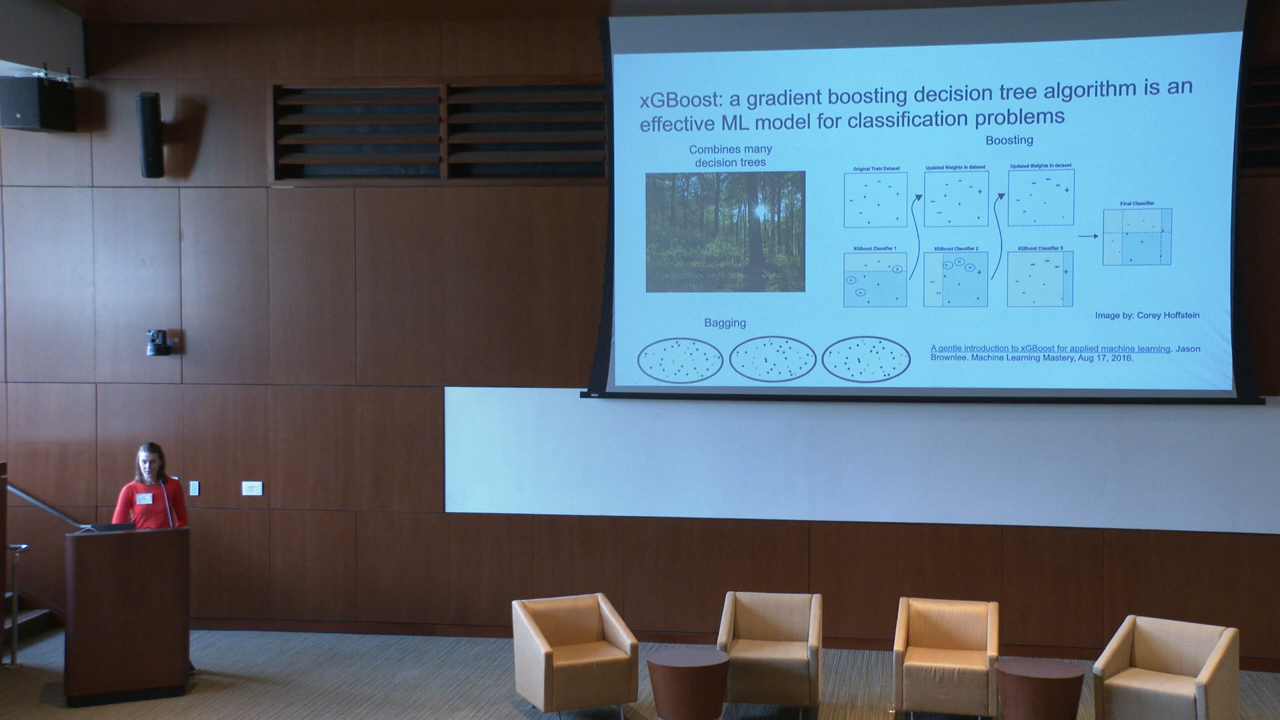 xGBoost: a gradient boosting decision tree algorithm is an
effective ML model for classification problems
Combines many
decision trees
Boosting
Original Train Dataset
Updated Weights in dataset
Updated Weights in dataset
Final Classifier
XGBoost Classifier 1
XGBoost Classifier 2
XGBoost Classifier 3
Image by: Corey Hoffstein
Bagging
A gentle introduction to xGBoost for applied machine learning. Jason
Brownlee. Machine Learning Mastery, Aug 17, 2016.